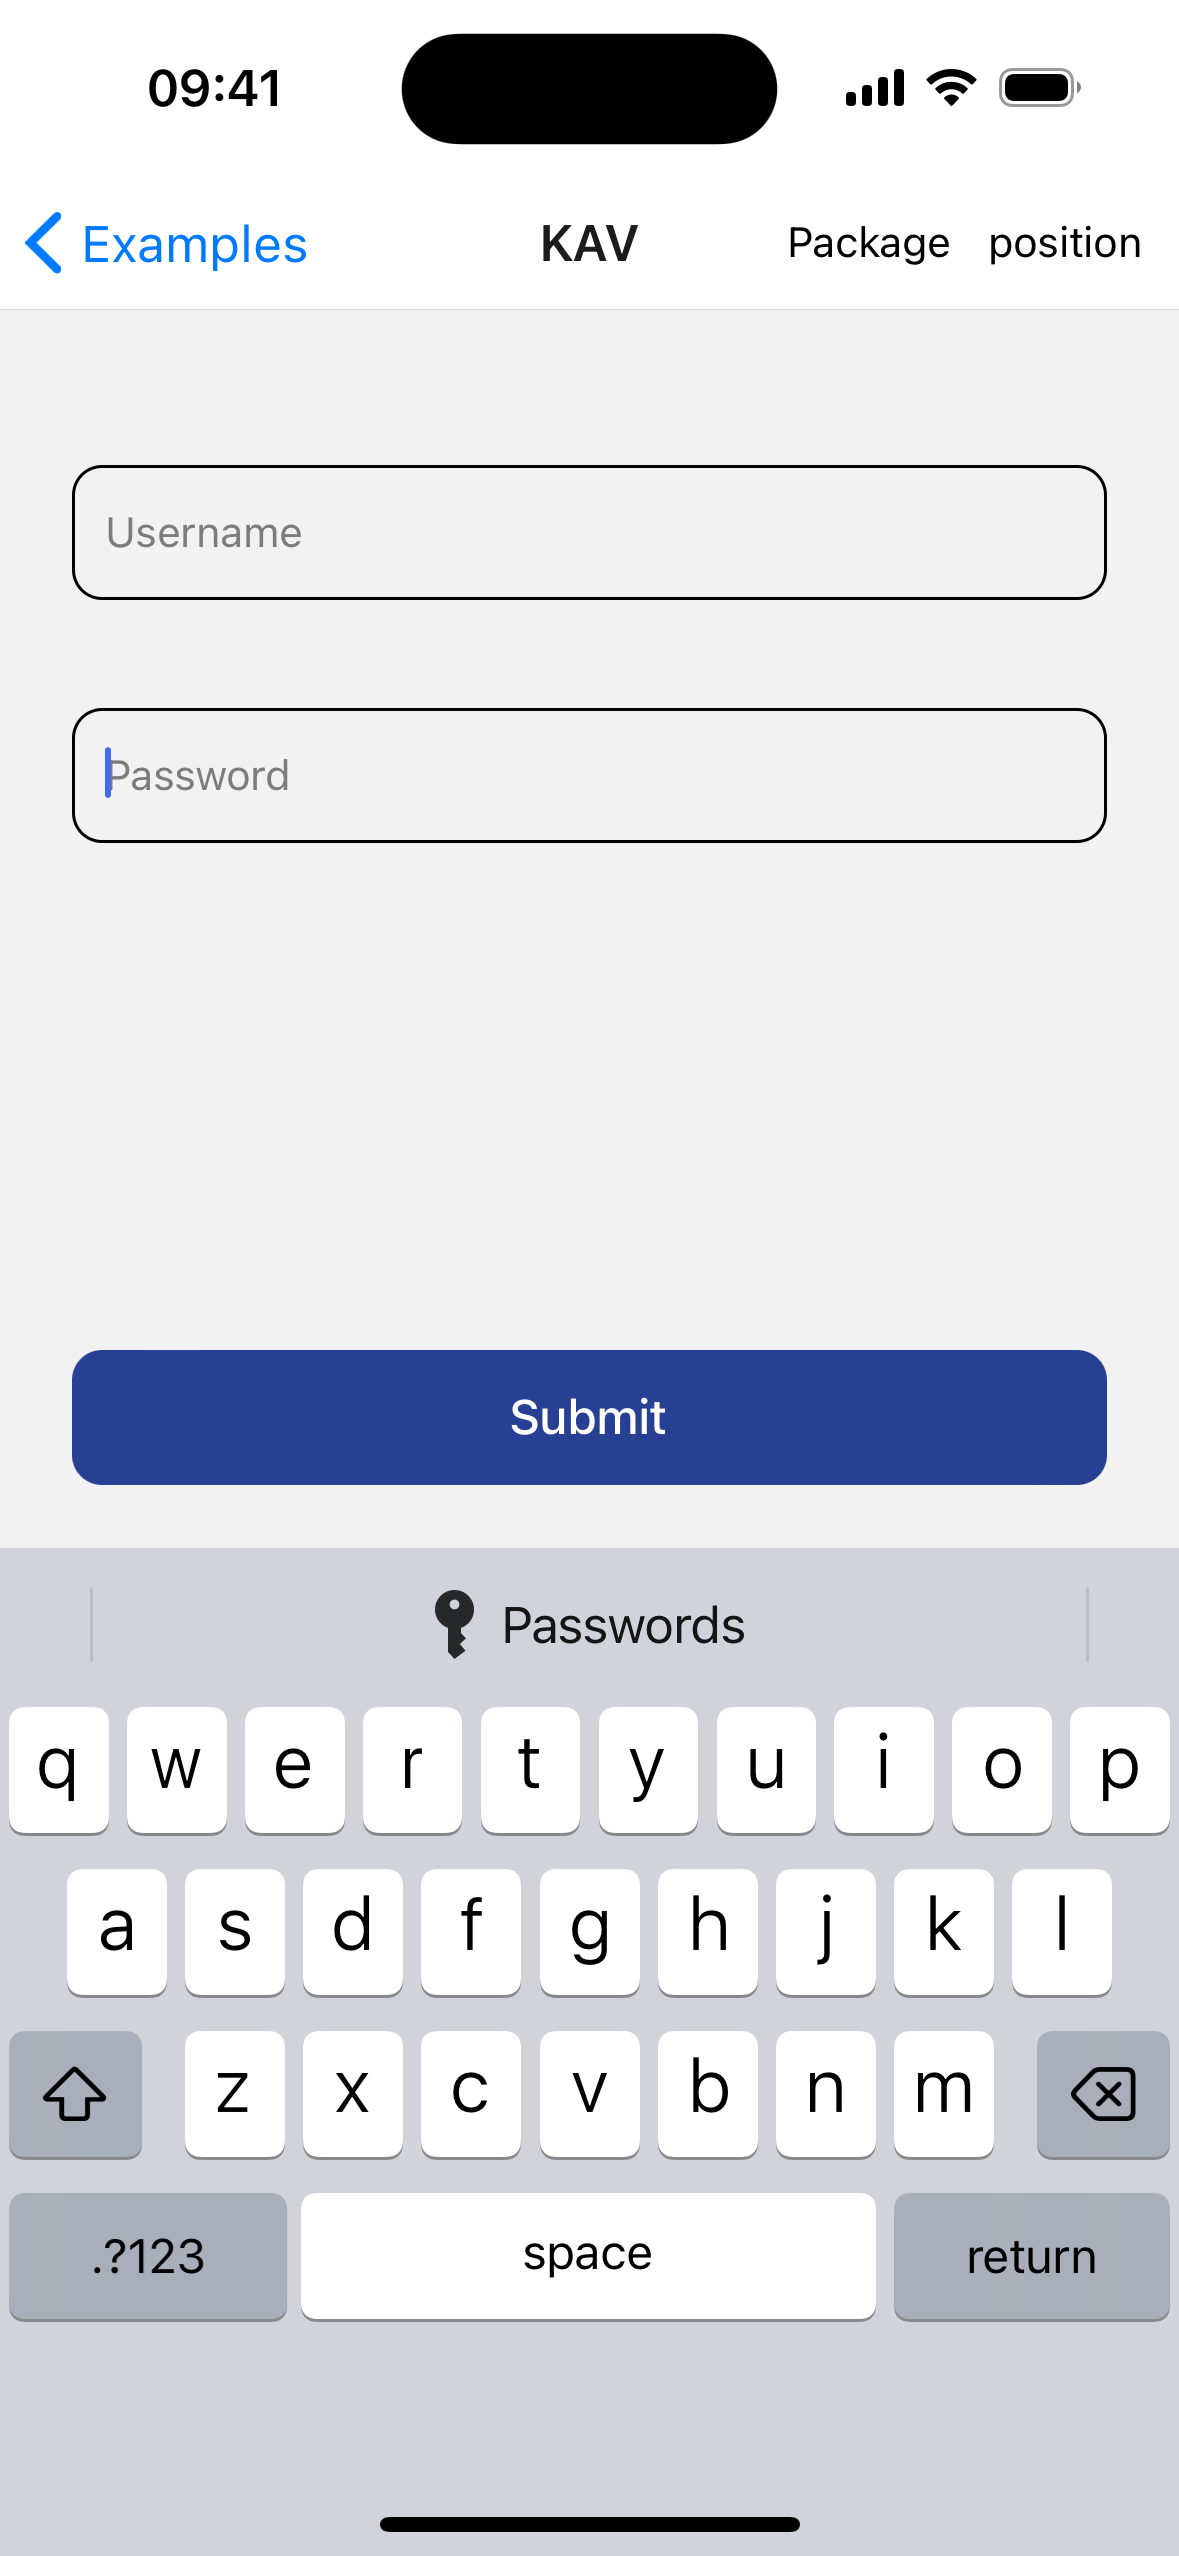 09:41
Examples KAV Package position
Username
Password
Submit
Passwords
q w e r t y u i o p
a s d f g h j k l
z x c v b n m
.?123 space return